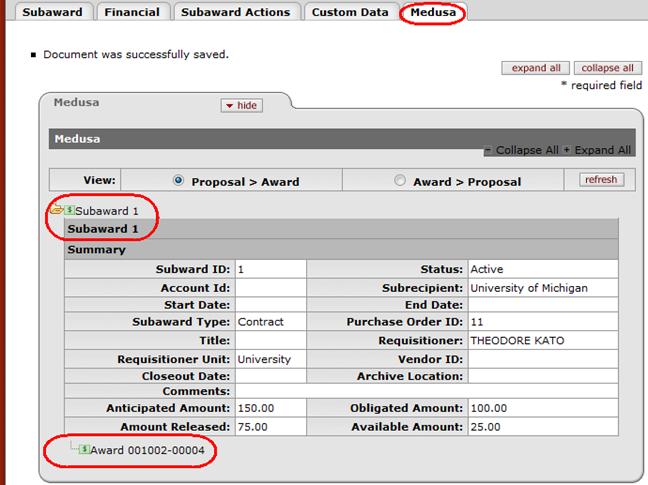 Subaward Financial Subaward Actions Custom Data Medusa
Document was successfully saved.
expand all collapse all
* required field
Medusa hide
Medusa
- Collapse All + Expand All
View: Proposal > Award Award > Proposal refresh
Subaward 1
Subaward 1
Summary
Subward ID: 1 Status: Active
Account Id: Subrecipient: University of Michigan
Start Date: End Date:
Subaward Type: Contract Purchase Order ID: 11
Title: Requisitioner: THEODORE KATO
Requisitioner Unit: University Vendor ID:
Closeout Date: Archive Location:
Comments:
Anticipated Amount: 150.00 Obligated Amount: 100.00
Amount Released: 75.00 Available Amount: 25.00
Award 001002-00004